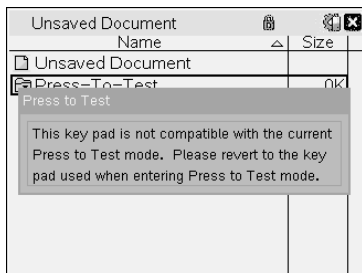 Unsaved Document
Name Size
Unsaved Document
Press-To-Test 0K
Press to Test
This key pad is not compatible with the current
Press to Test mode. Please revert to the key
pad used when entering Press to Test mode.